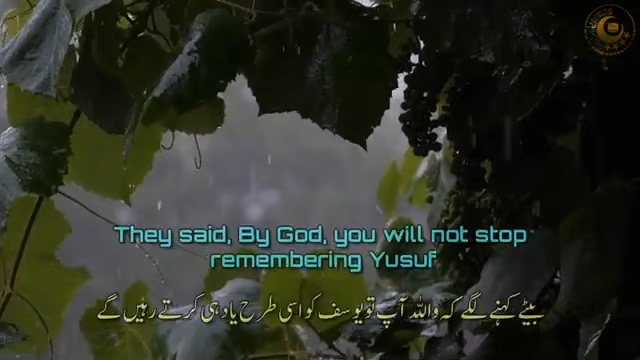 They said, By God, you will not stop
remembering Yusuf
بیٹے کہنے لگے کہ واللہ آپ تو یوسف کو اسی طرح یاد ہی کرتے رہیں گے